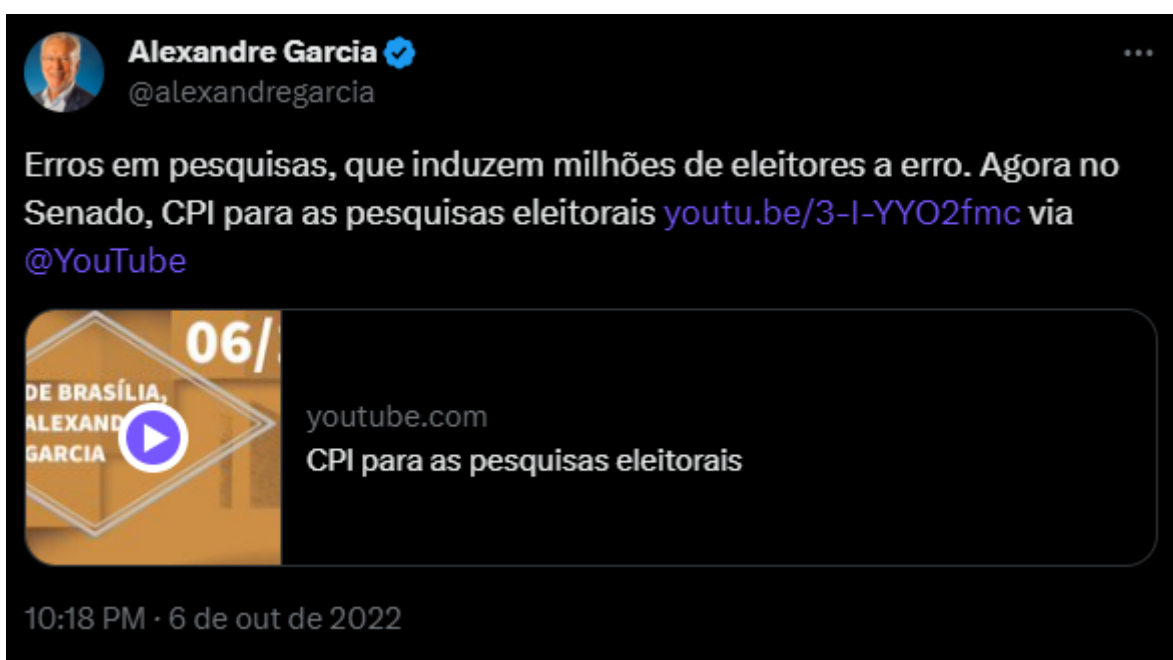 Alexandre Garcia
@alexandregarcia
Erros em pesquisas, que induzem milhões de eleitores a erro. Agora no
Senado, CPI para as pesquisas eleitorais youtu.be/3-I-YYO2fmc via
@YouTube
06/
DE BRASÍLIA,
ALEXAND
GARCIA
youtube.com
CPI para as pesquisas eleitorais
10:18 PM · 6 de out de 2022